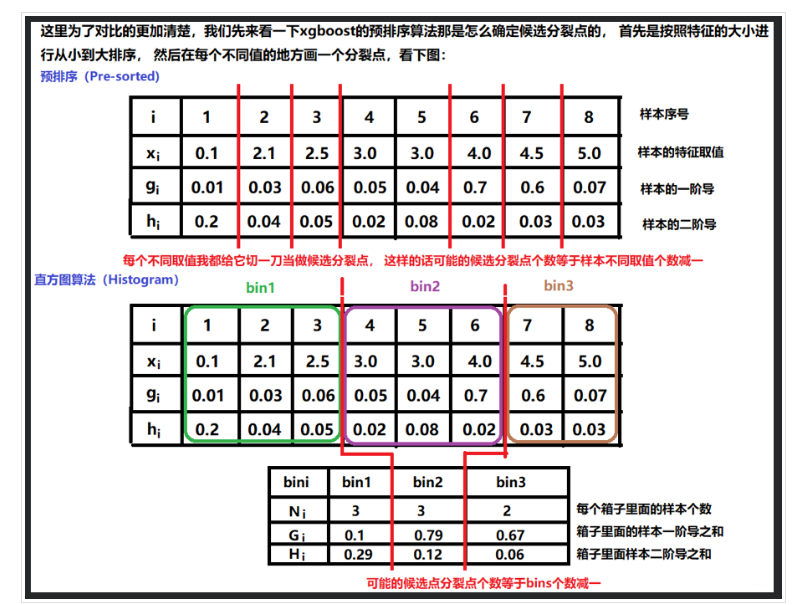 这里为了对比的更加清楚，我们先来看一下xgboost的预排序算法那是怎么确定候选分裂点的， 首先是按照特征的大小进
行从小到大排序， 然后在每个不同值的地方画一个分裂点，看下图：
预排序（Pre-sorted)
i 1 2 3 4 5 6 7 8 样本序号
xi 0.1 2.1 2.5 3.0 3.0 4.0 4.5 5.0 样本的特征取值
gi 0.01 0.03 0.06 0.05 0.04 0.7 0.6 0.07 样本的一阶导
hi 0.2 0.04 0.05 0.02 0.08 0.02 0.03 0.03 样本的二阶导
每个不同取值我都给它切一刀当做候选分裂点， 这样的话可能的候选分裂点个数等于样本不同取值个数减一
直方图算法（Histogram）
bin1 bin2 bin3
i 1 2 3 4 5 6 7 8
xi 0.1 2.1 2.5 3.0 3.0 4.0 4.5 5.0
gi 0.01 0.03 0.06 0.05 0.04 0.7 0.6 0.07
hi 0.2 0.04 0.05 0.02 0.08 0.02 0.03 0.03
bini bin1 bin2 bin3
Ni 3 3 2 每个箱子里面的样本个数
Gi 0.1 0.79 0.67 箱子里面的样本一阶导之和
Hi 0.29 0.12 0.06 箱子里面样本二阶导之和
可能的候选点分裂点个数等于bins个数减一